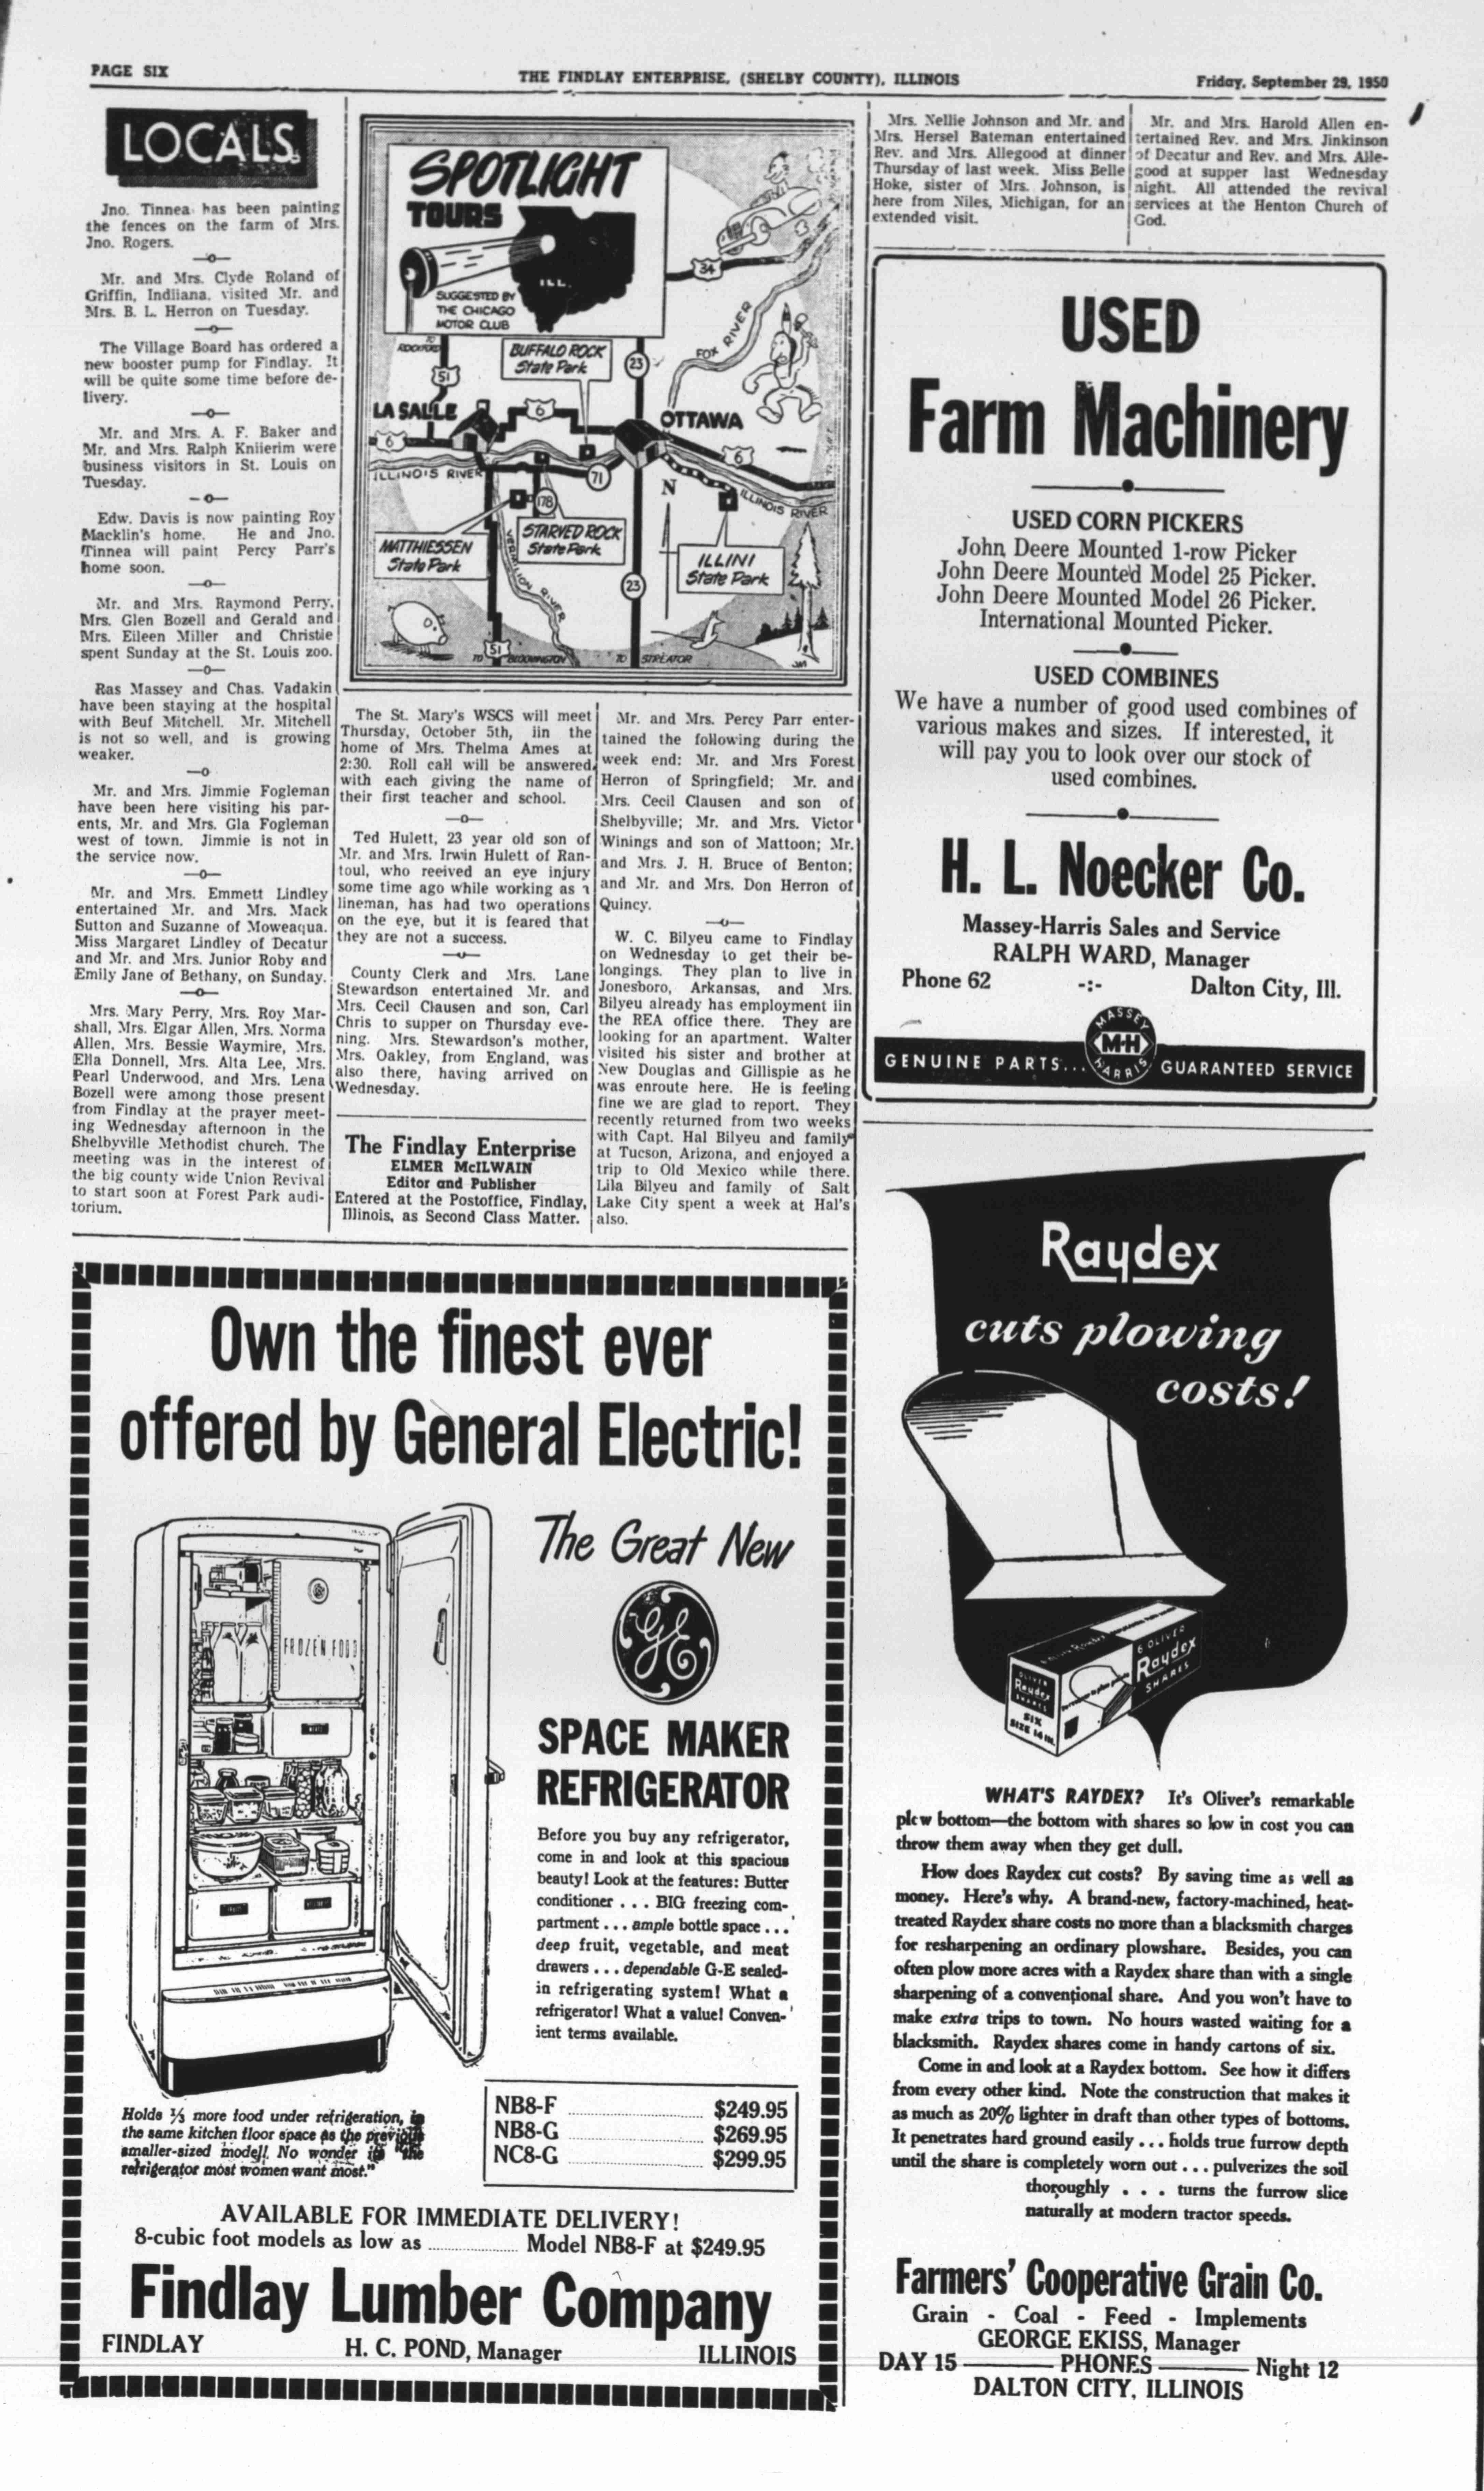 PAGE SIX
THE FINDLAY ENTERPRISE, (SHELBY COUNTY), ILLINOIS
Friday, September 29, 1950
LOCALS
Jno. Tinnea has been painting
the fences on the farm of Mrs.
Jno. Rogers.
—o—
Mr. and Mrs. Clyde Roland of
Griffin, Indiiana, visited Mr. and
Mrs. B. L. Herron on Tuesday.
—o—
The Village Board has ordered a
new booster pump for Findlay. It
will be quite some time before de-
livery.
—o—
Mr. and Mrs. A. F. Baker and
Mr. and Mrs. Ralph Kniierim were
business visitors in St. Louis on
Tuesday.
—o—
Edw. Davis is now painting Roy
Macklin's home. He and Jno.
Tinnea will paint Percy Parr's
home soon.
—o—
Mr. and Mrs. Raymond Perry,
Mrs. Glen Bozell and Gerald and
Mrs. Eileen Miller and Christie
spent Sunday at the St. Louis zoo.
—o—
Ras Massey and Chas. Vadakin
have been staying at the hospital
with Beuf Mitchell. Mr. Mitchell
is not so well, and is growing
weaker.
—o
Mr. and Mrs. Jimmie Fogleman
have been here visiting his par-
ents, Mr. and Mrs. Gla Fogleman
west of town. Jimmie is not in
the service now.
—o—
Mr. and Mrs. Emmett Lindley
entertained Mr. and Mrs. Mack
Sutton and Suzanne of Moweaqua.
Miss Margaret Lindley of Decatur
and Mr. and Mrs. Junior Roby and
Emily Jane of Bethany, on Sunday.
—o—
Mrs. Mary Perry, Mrs. Roy Mar-
shall, Mrs. Elgar Allen, Mrs. Norma
Allen, Mrs. Bessie Waymire, Mrs.
Ella Donnell, Mrs. Alta Lee, Mrs.
Pearl Underwood, and Mrs. Lena
Bozell were among those present
from Findlay at the prayer meet-
ing Wednesday afternoon in the
Shelbyville Methodist church. The
meeting was in the interest of
the big county wide Union Revival
to start soon at Forest Park audi-
torium.
SPOTLIGHT
TOURS
ILL.
SUGGESTED BY
THE CHICAGO
MOTOR CLUB
34
FOX RIVER
TO
ROCKFORD
51
BUFFALO ROCK
State Park
23
LA SALLE
6
OTTAWA
6
6
ILLINOIS RIVER
71
N
ILLINOIS RIVER
178
MATTHIESSEN
State Park
STARVED ROCK
State Park
ILLINI
State Park
VERMILION RIVER
23
51
TO BLOOMINGTON
TO STREATOR
The St. Mary's WSCS will meet
Thursday, October 5th, iin the
home of Mrs. Thelma Ames at
2:30. Roll call will be answered
with each giving the name of
their first teacher and school.
—o—
Ted Hulett, 23 year old son of
Mr. and Mrs. Irwin Hulett of Ran-
toul, who reeived an eye injury
some time ago while working as a
lineman, has had two operations
on the eye, but it is feared that
they are not a success.
—o—
County Clerk and Mrs. Lane
Stewardson entertained Mr. and
Mrs. Cecil Clausen and son, Carl
Chris to supper on Thursday eve-
ning. Mrs. Stewardson's mother,
Mrs. Oakley, from England, was
also there, having arrived on
Wednesday.
The Findlay Enterprise
ELMER McILWAIN
Editor and Publisher
Entered at the Postoffice, Findlay,
Illinois, as Second Class Matter.
Mr. and Mrs. Percy Parr enter-
tained the following during the
week end: Mr. and Mrs Forest
Herron of Springfield; Mr. and
Mrs. Cecil Clausen and son of
Shelbyville; Mr. and Mrs. Victor
Winings and son of Mattoon; Mr.
and Mrs. J. H. Bruce of Benton;
and Mr. and Mrs. Don Herron of
Quincy.
—o—
W. C. Bilyeu came to Findlay
on Wednesday to get their be-
longings. They plan to live in
Jonesboro, Arkansas, and Mrs.
Bilyeu already has employment iin
the REA office there. They are
looking for an apartment. Walter
visited his sister and brother at
New Douglas and Gillispie as he
was enroute here. He is feeling
fine we are glad to report. They
recently returned from two weeks
with Capt. Hal Bilyeu and family
at Tucson, Arizona, and enjoyed a
trip to Old Mexico while there.
Lila Bilyeu and family of Salt
Lake City spent a week at Hal's
also.
Mrs. Nellie Johnson and Mr. and
Mrs. Hersel Bateman entertained
Rev. and Mrs. Allegood at dinner
Thursday of last week. Miss Belle
Hoke, sister of Mrs. Johnson, is
here from Niles, Michigan, for an
extended visit.
Mr. and Mrs. Harold Allen en-
tertained Rev. and Mrs. Jinkinson
of Decatur and Rev. and Mrs. Alle-
good at supper last Wednesday
night. All attended the revival
services at the Henton Church of
God.
USED
Farm Machinery
USED CORN PICKERS
John Deere Mounted 1-row Picker
John Deere Mounted Model 25 Picker.
John Deere Mounted Model 26 Picker.
International Mounted Picker.
USED COMBINES
We have a number of good used combines of
various makes and sizes. If interested, it
will pay you to look over our stock of
used combines.
H. L. Noecker Co.
Massey-Harris Sales and Service
RALPH WARD, Manager
Phone 62 -:- Dalton City, Ill.
GENUINE PARTS... MASSEY M-H HARRIS GUARANTEED SERVICE
Raydex
cuts plowing
costs!
6 OLIVER
Raydex
SHARES
OLIVER
Raydex
SHARES
SIX
SIZE 14 IN.
WHAT'S RAYDEX? It's Oliver's remarkable
plow bottom—the bottom with shares so low in cost you can
throw them away when they get dull.
How does Raydex cut costs? By saving time as well as
money. Here's why. A brand-new, factory-machined, heat-
treated Raydex share costs no more than a blacksmith charges
for resharpening an ordinary plowshare. Besides, you can
often plow more acres with a Raydex share than with a single
sharpening of a conventional share. And you won't have to
make extra trips to town. No hours wasted waiting for a
blacksmith. Raydex shares come in handy cartons of six.
Come in and look at a Raydex bottom. See how it differs
from every other kind. Note the construction that makes it
as much as 20% lighter in draft than other types of bottoms.
It penetrates hard ground easily ... holds true furrow depth
until the share is completely worn out ... pulverizes the soil
thoroughly . . . turns the furrow slice
naturally at modern tractor speeds.
Farmers' Cooperative Grain Co.
Grain - Coal - Feed - Implements
GEORGE EKISS, Manager
DAY 15 ——— PHONES ——— Night 12
DALTON CITY, ILLINOIS
Own the finest ever
offered by General Electric!
FROZEN FOOD
The Great New
GE
SPACE MAKER
REFRIGERATOR
Before you buy any refrigerator,
come in and look at this spacious
beauty! Look at the features: Butter
conditioner . . . BIG freezing com-
partment . . . ample bottle space . . .
deep fruit, vegetable, and meat
drawers . . . dependable G-E sealed-
in refrigerating system! What a
refrigerator! What a value! Conven-
ient terms available.
Holds ⅓ more food under refrigeration, in
the same kitchen floor space as the previous
smaller-sized model! No wonder it's "the
refrigerator most women want most."
NB8-F ........................ $249.95
NB8-G ........................ $269.95
NC8-G ........................ $299.95
AVAILABLE FOR IMMEDIATE DELIVERY!
8-cubic foot models as low as ................ Model NB8-F at $249.95
Findlay Lumber Company
FINDLAY H. C. POND, Manager ILLINOIS